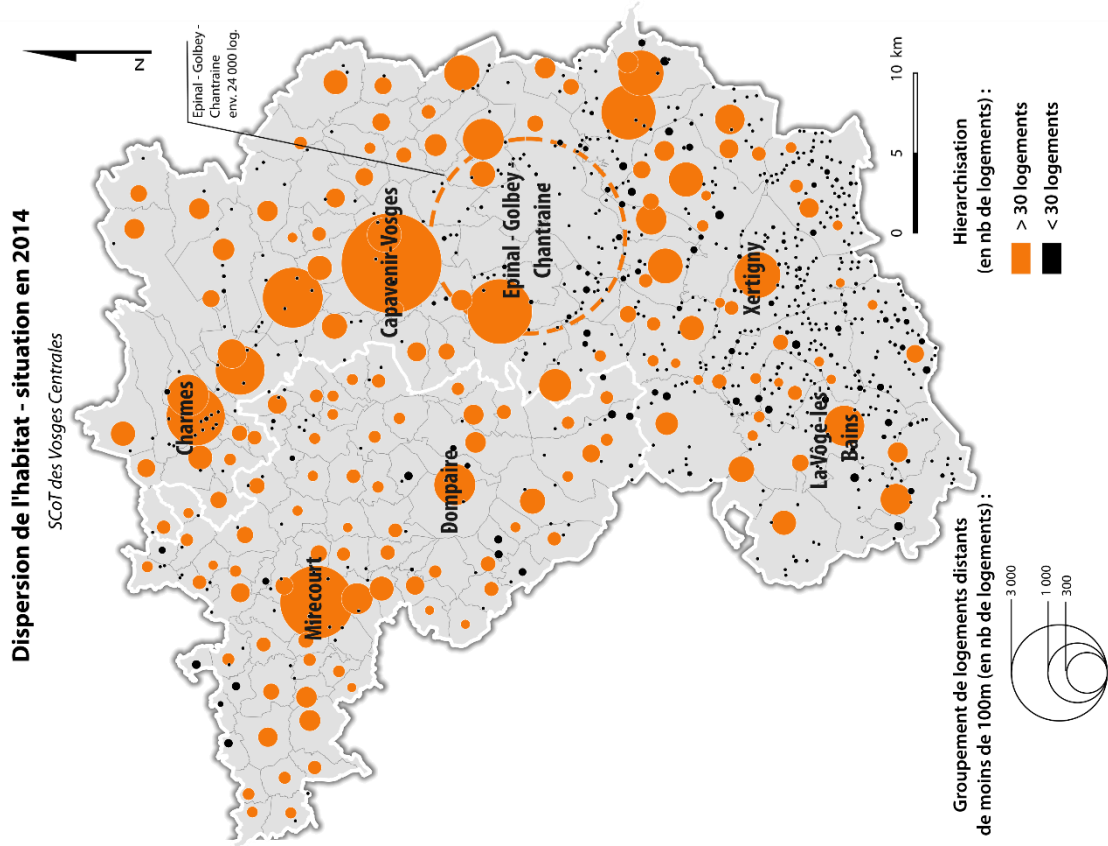 Dispersion de l'habitat - situation en 2014
SCoT des Vosges Centrales
N
Epinal - Golbey -
Chantraine
env. 24 000 log.
Charmes
Mirecourt
Capavenir-Vosges
Dompaire
Epinal - Golbey -
Chantraine
Xertigny
La-Vôge-les
Bains
Groupement de logements distants
de moins de 100m (en nb de logements) :
3 000
1 000
300
0
5
10 km
Hierarchisation
(en nb de logements) :
> 30 logements
< 30 logements